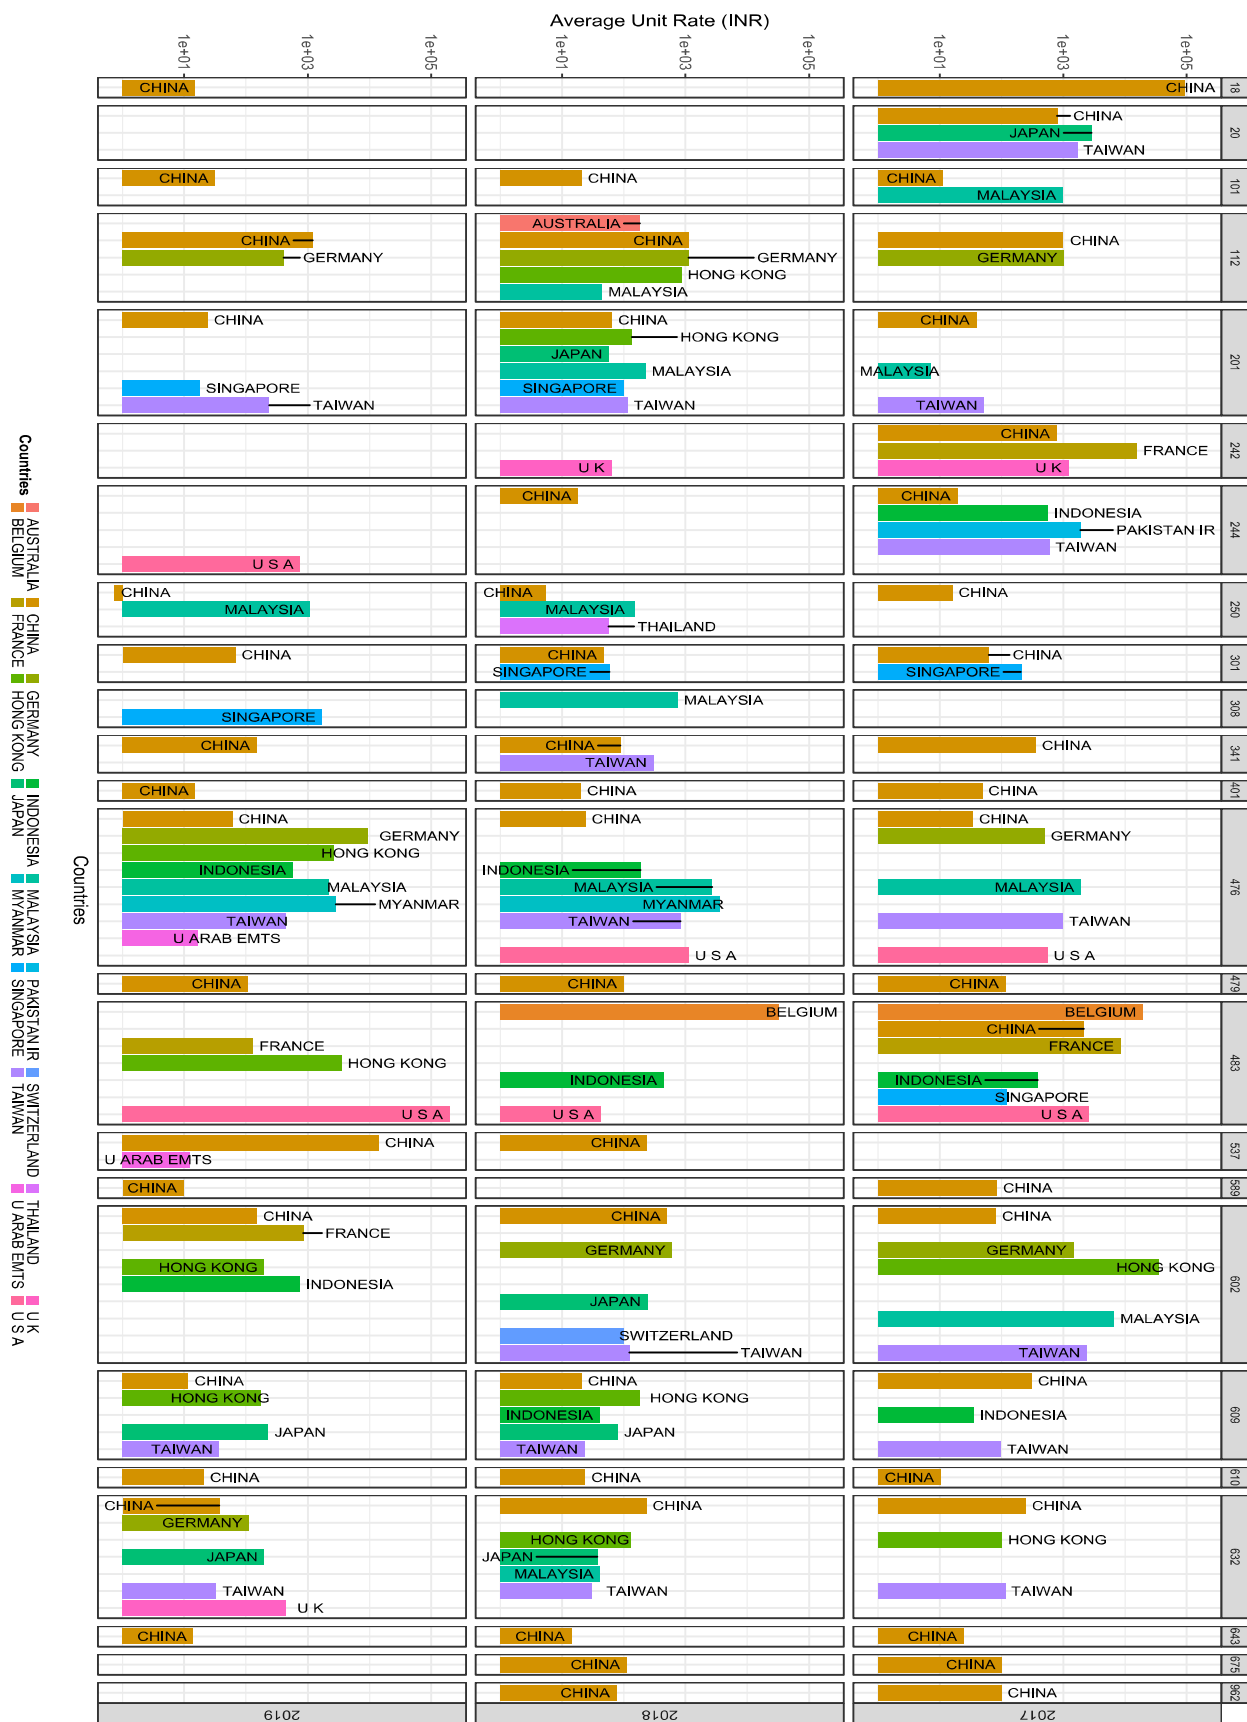 Average Unit Rate (INR)
1e+01
1e+03
1e+05
1e+01
1e+03
1e+05
1e+01
1e+03
1e+05
CHINA
CHINA
18
CHINA
JAPAN
TAIWAN
20
CHINA
CHINA
CHINA
MALAYSIA
101
AUSTRALIA
CHINA
CHINA
CHINA
GERMANY
GERMANY
GERMANY
HONG KONG
MALAYSIA
112
CHINA
CHINA
CHINA
HONG KONG
JAPAN
MALAYSIA
MALAYSIA
SINGAPORE
SINGAPORE
TAIWAN
TAIWAN
TAIWAN
201
CHINA
FRANCE
U K
U K
242
CHINA
CHINA
INDONESIA
PAKISTAN IR
TAIWAN
U S A
244
CHINA
CHINA
CHINA
MALAYSIA
MALAYSIA
THAILAND
250
CHINA
CHINA
CHINA
SINGAPORE
SINGAPORE
301
MALAYSIA
SINGAPORE
308
CHINA
CHINA
CHINA
TAIWAN
341
CHINA
CHINA
CHINA
401
CHINA
CHINA
CHINA
GERMANY
GERMANY
HONG KONG
INDONESIA
INDONESIA
MALAYSIA
MALAYSIA
MALAYSIA
MYANMAR
MYANMAR
TAIWAN
TAIWAN
TAIWAN
U ARAB EMTS
U S A
U S A
476
CHINA
CHINA
CHINA
479
BELGIUM
BELGIUM
CHINA
FRANCE
FRANCE
HONG KONG
INDONESIA
INDONESIA
SINGAPORE
U S A
U S A
U S A
483
CHINA
CHINA
U ARAB EMTS
537
CHINA
CHINA
589
CHINA
CHINA
CHINA
FRANCE
GERMANY
GERMANY
HONG KONG
HONG KONG
INDONESIA
JAPAN
MALAYSIA
SWITZERLAND
TAIWAN
TAIWAN
602
CHINA
CHINA
CHINA
HONG KONG
HONG KONG
INDONESIA
INDONESIA
JAPAN
JAPAN
TAIWAN
TAIWAN
TAIWAN
609
CHINA
CHINA
CHINA
610
CHINA
CHINA
CHINA
GERMANY
HONG KONG
HONG KONG
JAPAN
JAPAN
MALAYSIA
TAIWAN
TAIWAN
TAIWAN
U K
632
CHINA
CHINA
CHINA
643
CHINA
CHINA
675
CHINA
CHINA
962
2019
2018
2017
Countries
Countries
AUSTRALIA
BELGIUM
CHINA
FRANCE
GERMANY
HONG KONG
INDONESIA
JAPAN
MALAYSIA
MYANMAR
PAKISTAN IR
SINGAPORE
SWITZERLAND
TAIWAN
THAILAND
U ARAB EMTS
U K
U S A